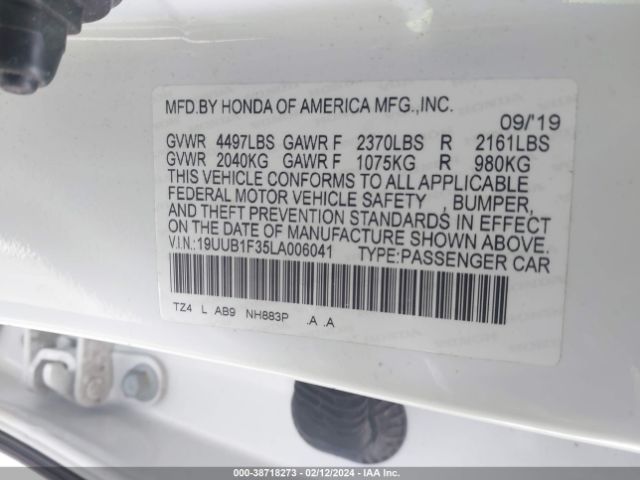 MFD.BY HONDA OF AMERICA MFG.,INC.
09/'19
GVWR 4497LBS GAWR F 2370LBS R 2161LBS
GVWR 2040KG GAWR F 1075KG R 980KG
THIS VEHICLE CONFORMS TO ALL APPLICABLE
FEDERAL MOTOR VEHICLE SAFETY , BUMPER,
AND THEFT PREVENTION STANDARDS IN EFFECT
ON THE DATE OF MANUFACTURE SHOWN ABOVE.
V.I.N.:19UUB1F35LA006041 TYPE:PASSENGER CAR
TZ4 L AB9 NH883P .A .A
000-38718273 - 02/12/2024 - IAA Inc.